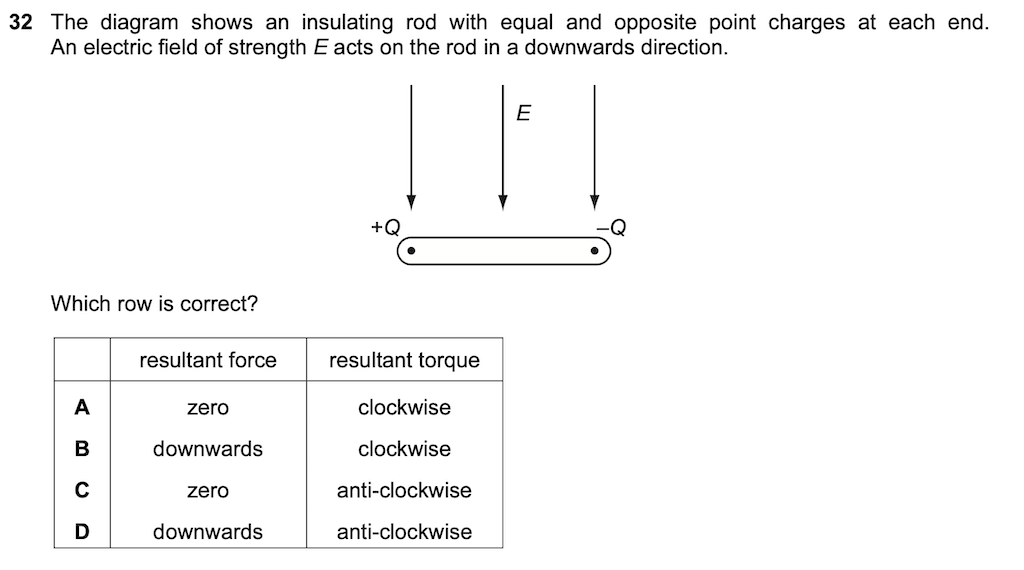 32 The diagram shows an insulating rod with equal and opposite point charges at each end.
An electric field of strength E acts on the rod in a downwards direction.
E
+Q
–Q
Which row is correct?
resultant force resultant torque
A zero clockwise
B downwards clockwise
C zero anti-clockwise
D downwards anti-clockwise